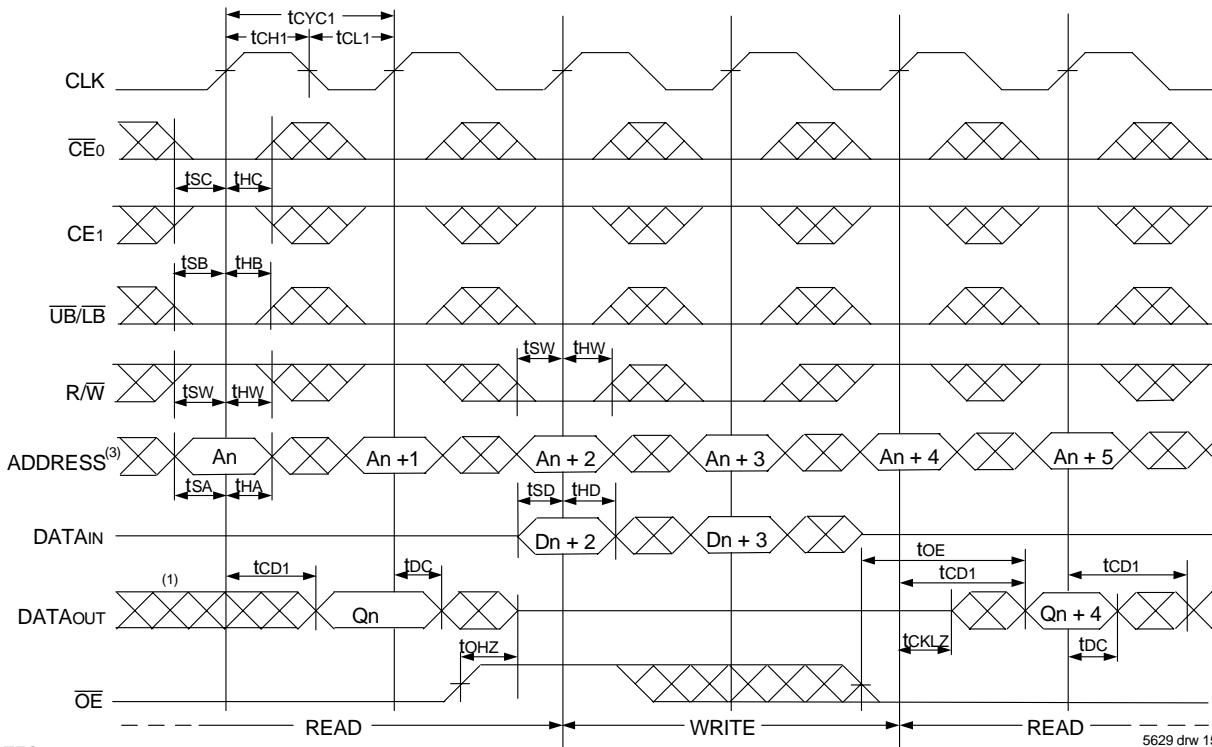 tCYC1
tCH1 tCL1
CLK
CE0
tSC tHC
CE1
tSB tHB
UB/LB
tSW tHW
R/W
tSW tHW
ADDRESS(3) An An +1 An + 2 An + 3 An + 4 An + 5
tSA tHA tSD tHD
DATAIN Dn + 2 Dn + 3
tOE
(1) tCD1 tDC tCD1 tCD1
DATAOUT Qn Qn + 4
tOHZ tCKLZ tDC
OE
READ WRITE READ
5629 drw 15